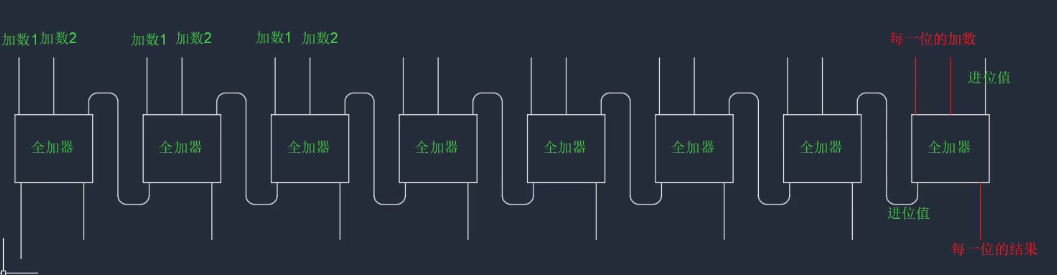 加数1 加数2 加数1 加数2 加数1 加数2 每一位的加数
进位值
全加器 全加器 全加器 全加器 全加器 全加器 全加器 全加器
进位值
每一位的结果